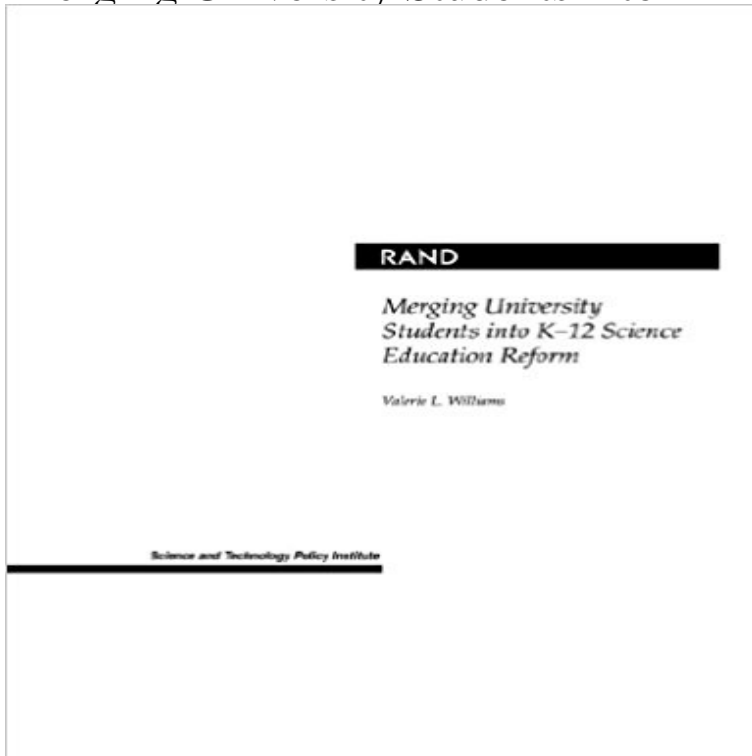 RAND
Merging University
Students into K–12 Science
Education Reform
Valerie L. Williams
Science and Technology Policy Institute